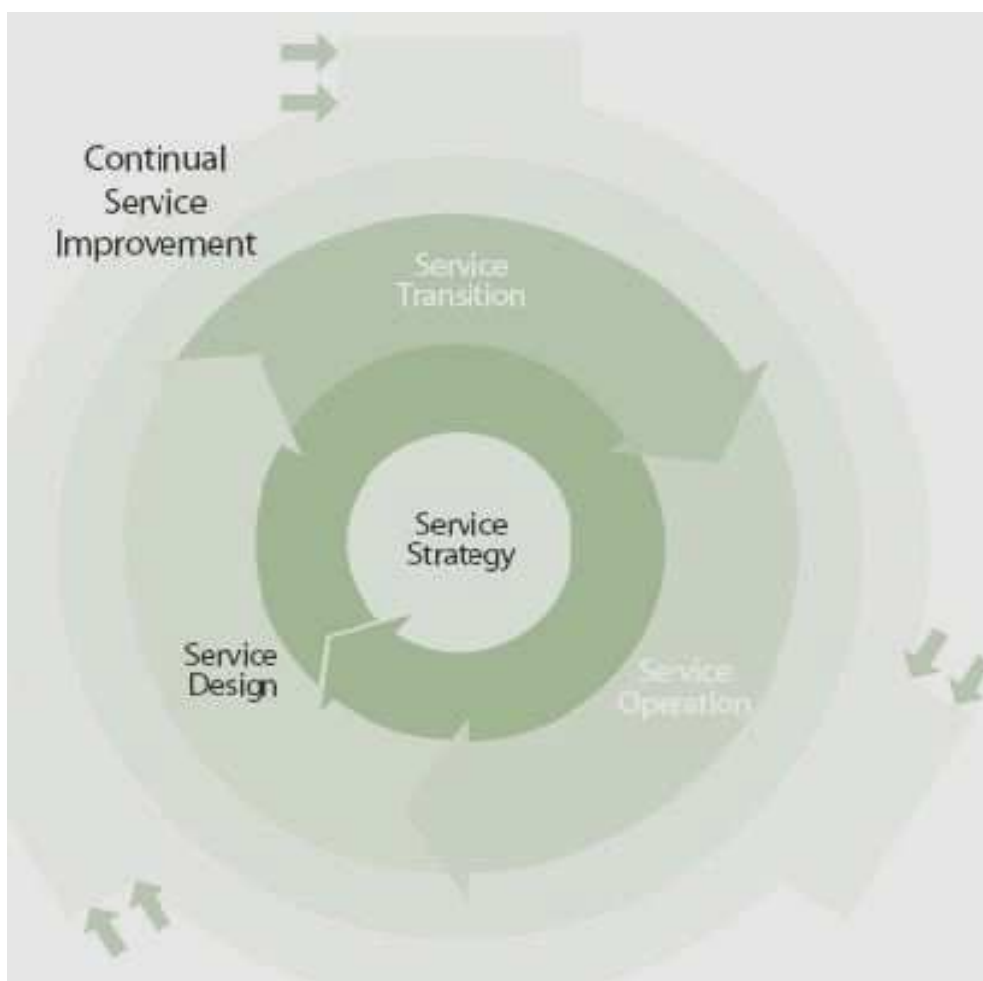 Continual
Service
Improvement
Service
Transition
Service
Strategy
Service
Design
Service
Operation